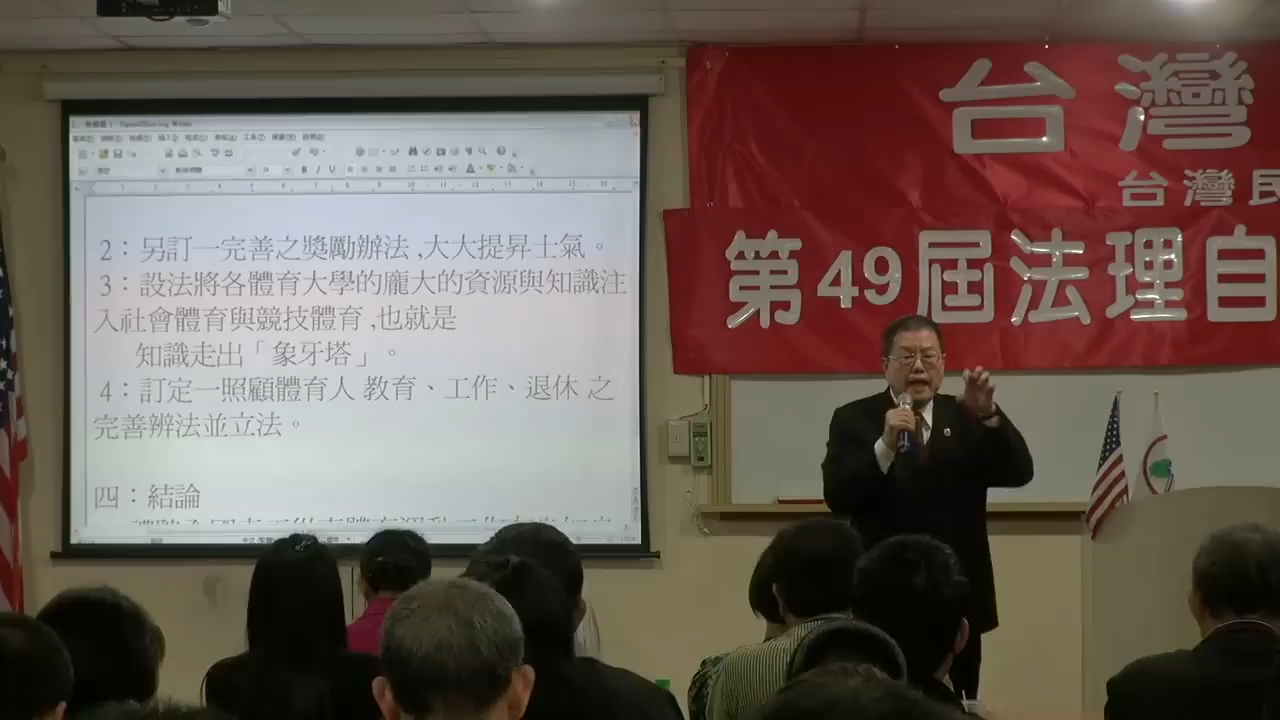 2：另訂一完善之獎勵辦法,大大提昇士氣。
3：設法將各體育大學的龐大的資源與知識注
入社會體育與競技體育,也就是
知識走出「象牙塔」。
4：訂定一照顧體育人 教育、工作、退休 之
完善辨法並立法。
四：結論
台灣
台灣民
第49屆法理自